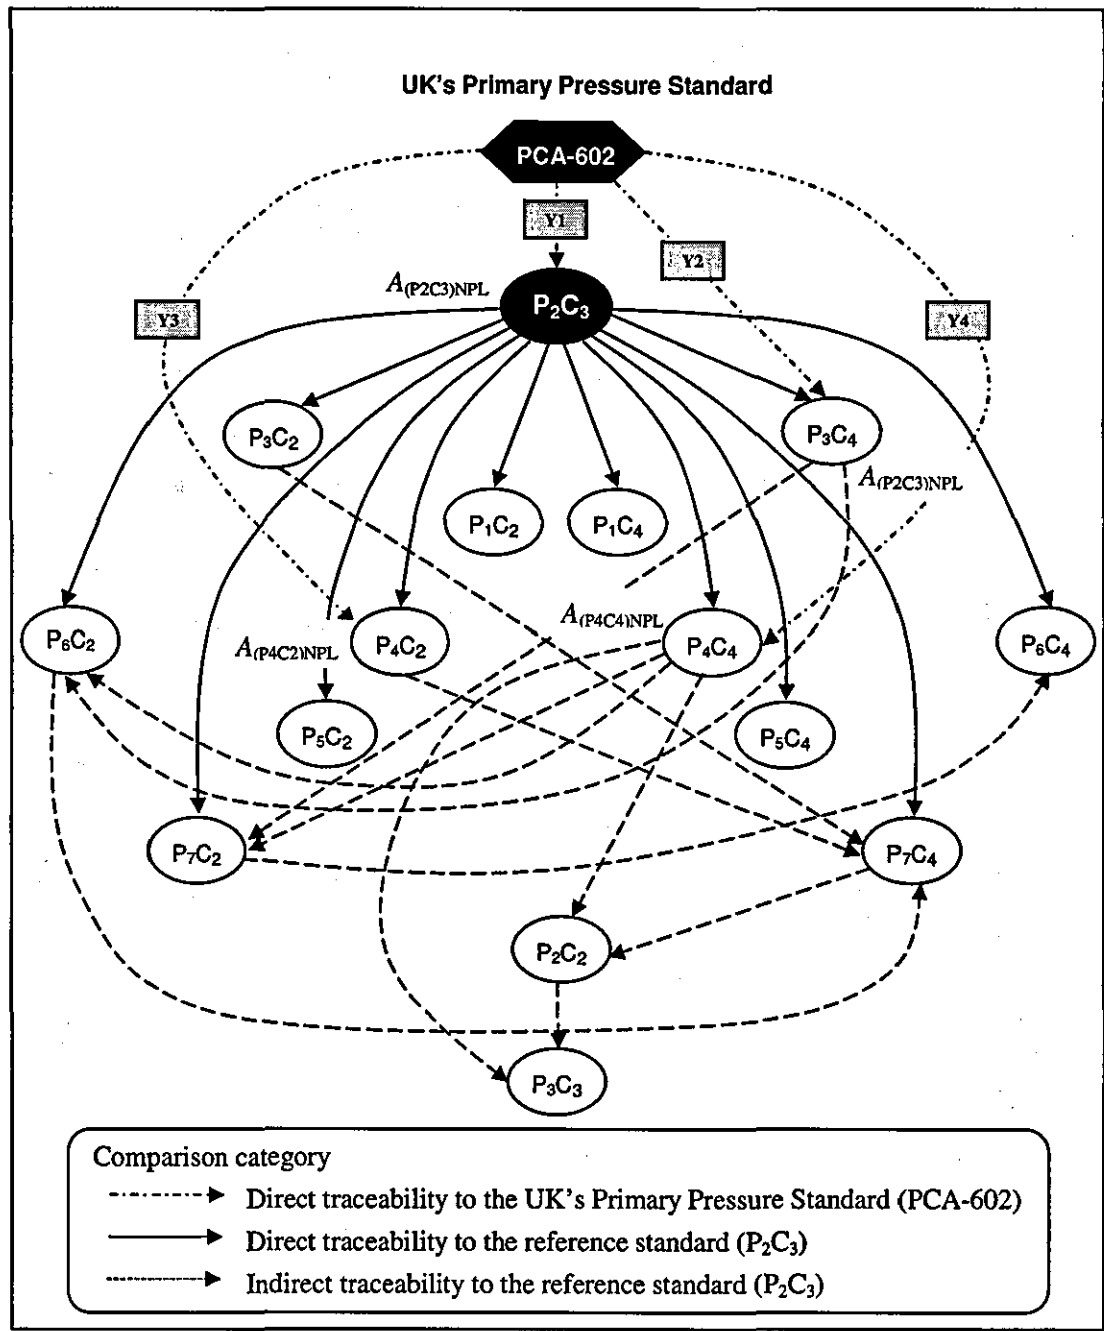 UK's Primary Pressure Standard
PCA-602
Y1
Y2
A(P2C3)NPL
P₂C₃
Y3
Y4
P₃C₂
P₃C₄
A(P2C3)NPL
P₁C₂
P₁C₄
A(P4C4)NPL
P₆C₂
A(P4C2)NPL
P₄C₂
P₄C₄
P₆C₄
P₅C₂
P₅C₄
P₇C₂
P₇C₄
P₂C₂
P₃C₃
Comparison category
Direct traceability to the UK's Primary Pressure Standard (PCA-602)
Direct traceability to the reference standard (P₂C₃)
Indirect traceability to the reference standard (P₂C₃)